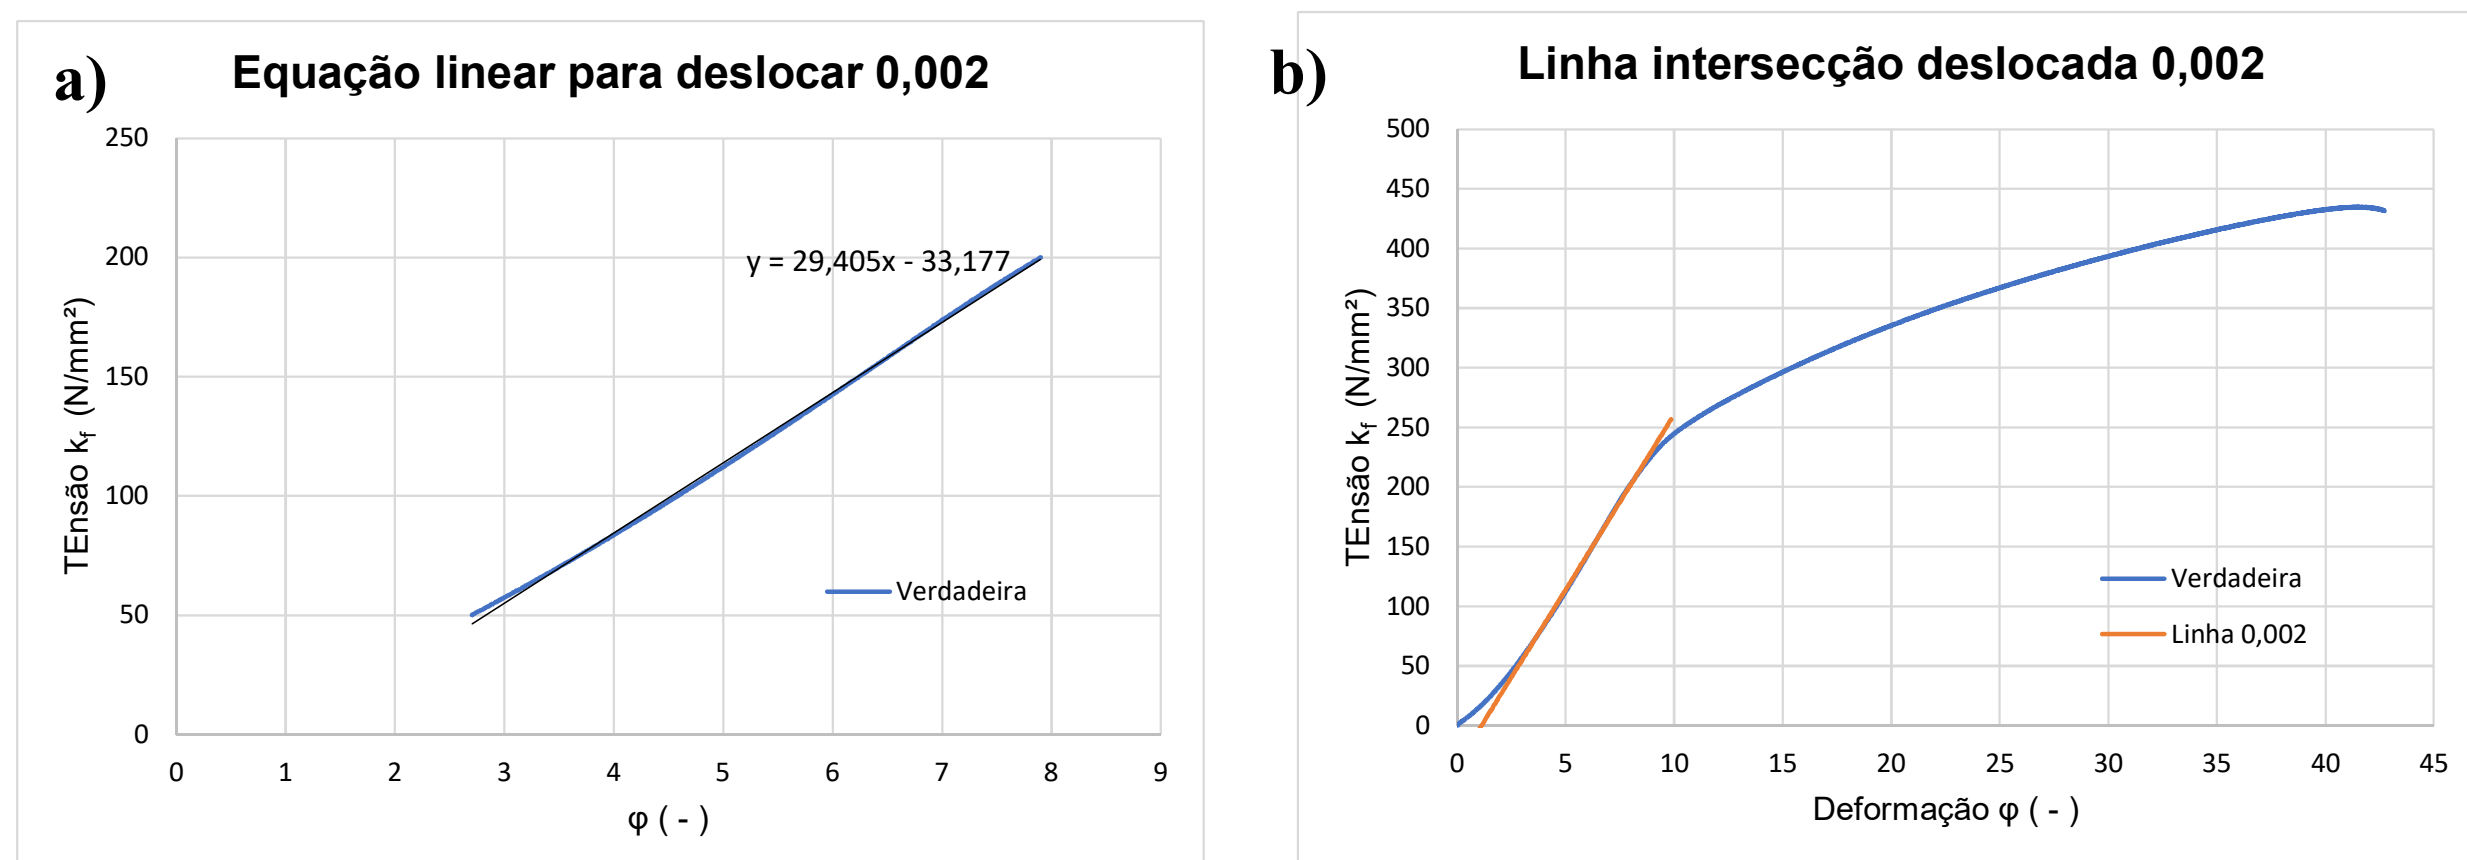 a)
Equação linear para deslocar 0,002
250
200
150
100
50
0
y = 29,405x - 33,177
Verdadeira
TEnsão kf (N/mm²)
0 1 2 3 4 5 6 7 8 9
φ ( - )
b)
Linha intersecção deslocada 0,002
500
450
400
350
300
250
200
150
100
50
0
TEnsão kf (N/mm²)
Verdadeira
Linha 0,002
0 5 10 15 20 25 30 35 40 45
Deformação φ ( - )